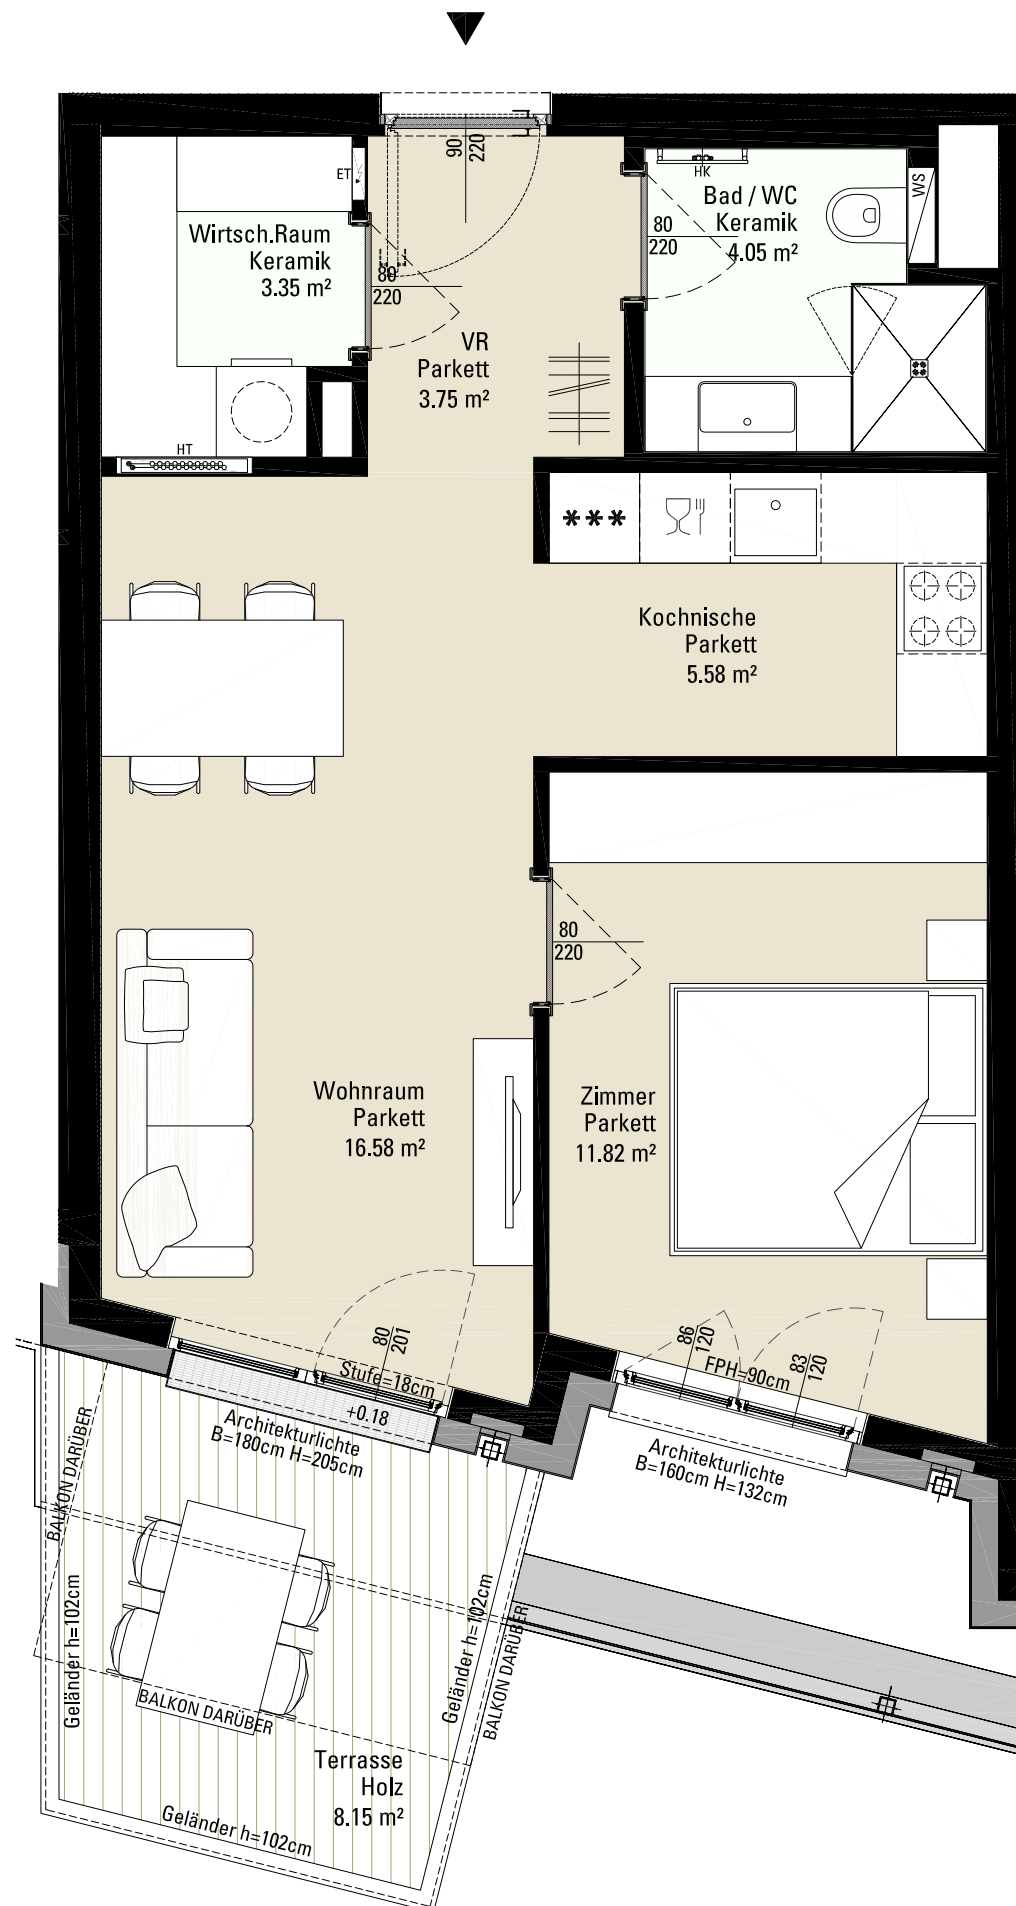 90
220
ET
HK
WS
Wirtsch.Raum
Keramik
3.35 m²
Bad / WC
Keramik
4.05 m²
80
220
80
220
VR
Parkett
3.75 m²
HT
***
Kochnische
Parkett
5.58 m²
80
220
Wohnraum
Parkett
16.58 m²
Zimmer
Parkett
11.82 m²
80
201
Stufe=18cm
+0.18
86
120
FPH=90cm
83
120
Architekturlichte
B=180cm H=205cm
Architekturlichte
B=160cm H=132cm
BALKON DARÜBER
Geländer h=102cm
Geländer h=102cm
BALKON DARÜBER
BALKON DARÜBER
Terrasse
Holz
8.15 m²
Geländer h=102cm